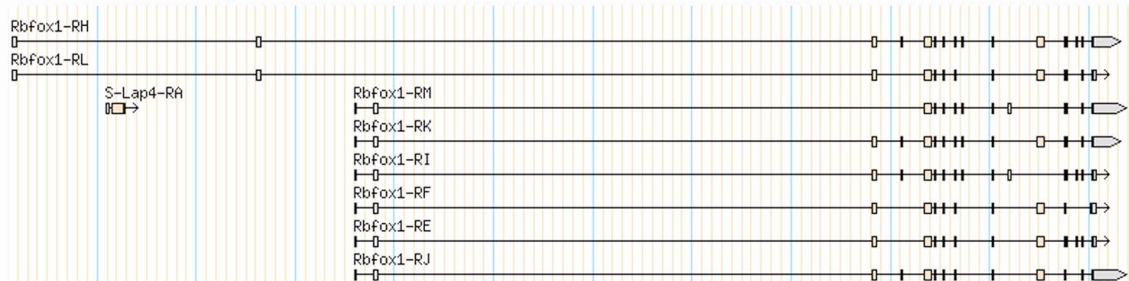 Rbfox1-RH
Rbfox1-RL
S-Lap4-RA
Rbfox1-RM
Rbfox1-RK
Rbfox1-RI
Rbfox1-RF
Rbfox1-RE
Rbfox1-RJ